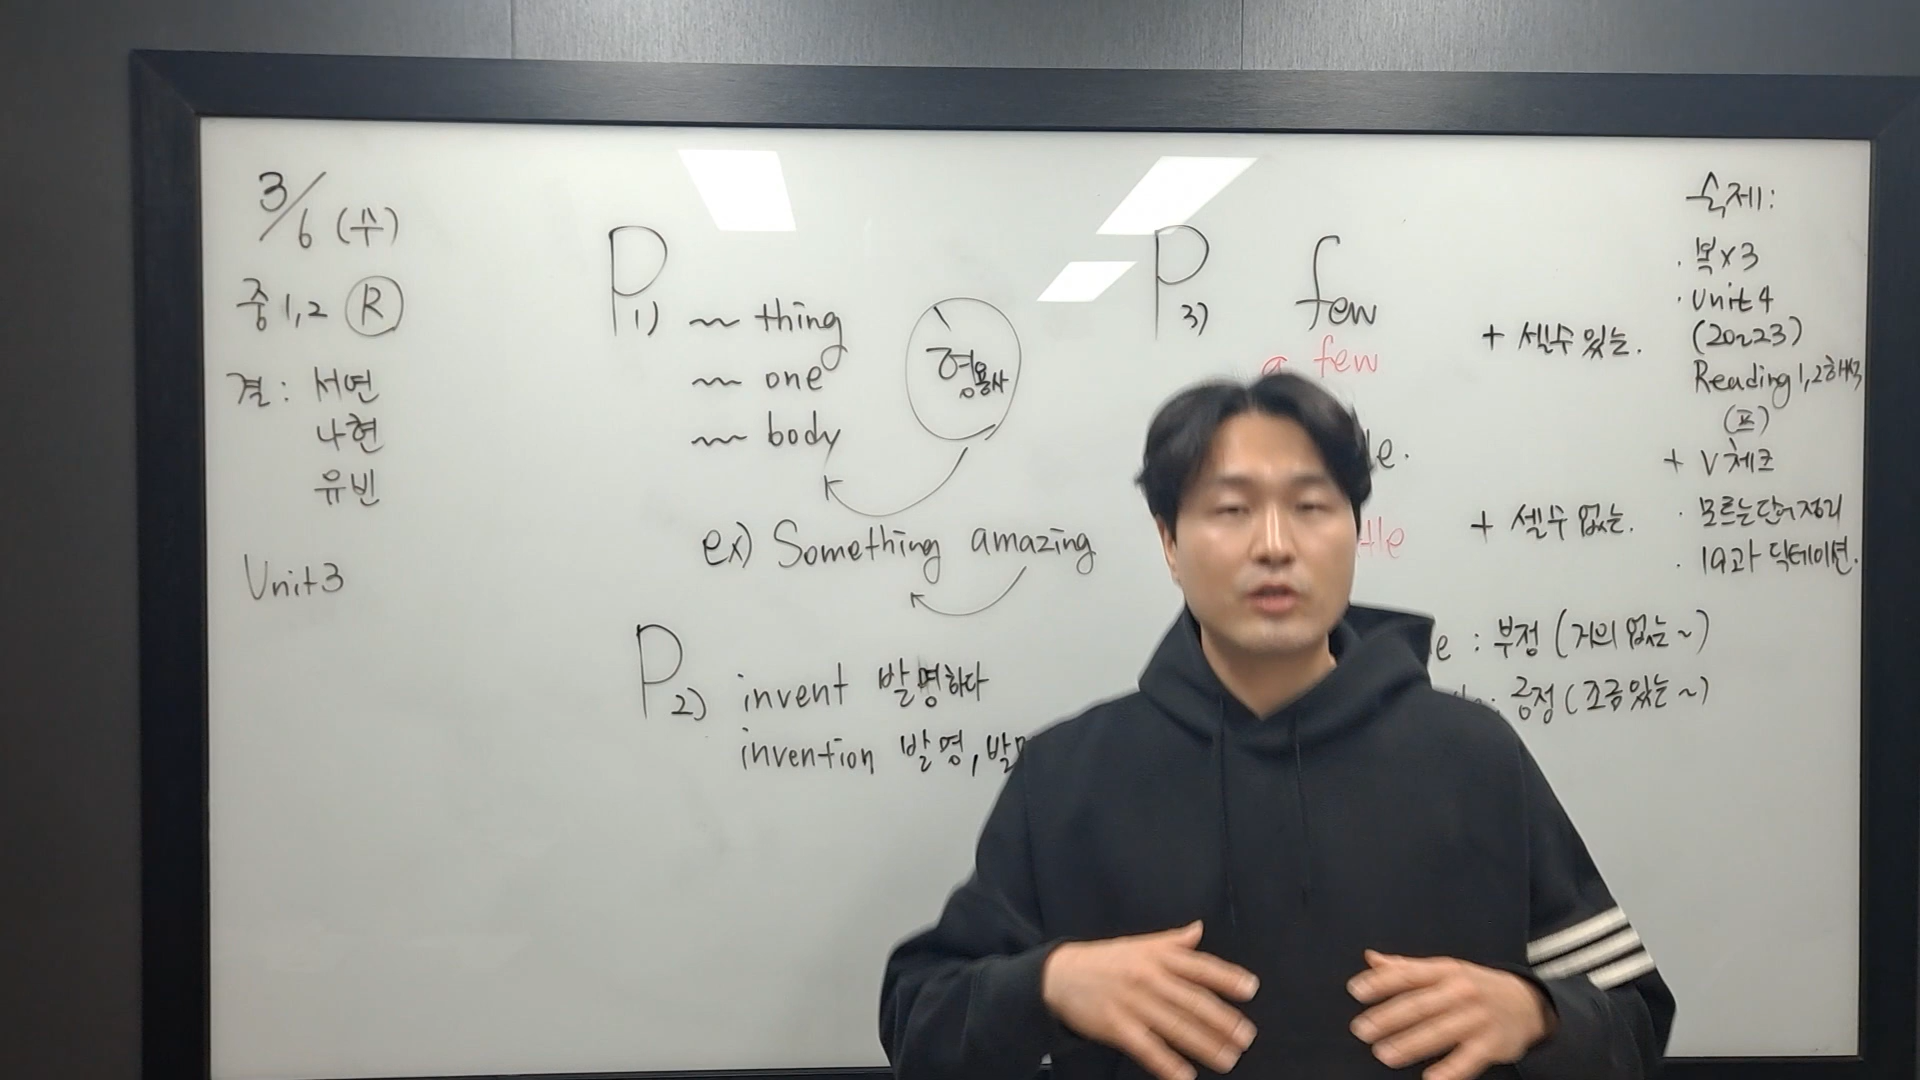 3/6 (수)
중1,2 Ⓡ
결: 서연
나현
유빈
Unit3
P1) ~ thing
~ one
~ body
형용사
ex) Something amazing
P2) invent 발명하다
invention 발명,
P3) few
a few
+ 셀수 있는.
+ 셀수 없는.
: 부정 (거의 없는~)
: 긍정 (조금있는~)
숙제:
· 복x3
· Unit4
(20~23)
Reading1,2해석
(프)
+ V체크
· 모르는단어정리
· 19과 딕테이션.